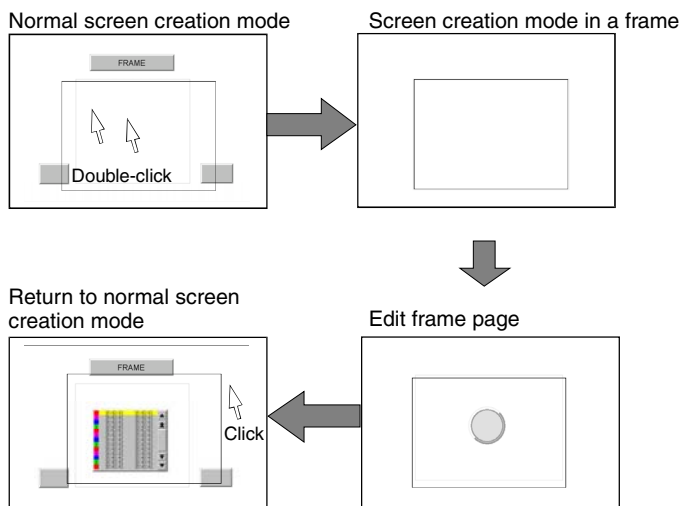 Normal screen creation mode
Screen creation mode in a frame
FRAME
Double-click
Return to normal screen
creation mode
Edit frame page
FRAME
Click